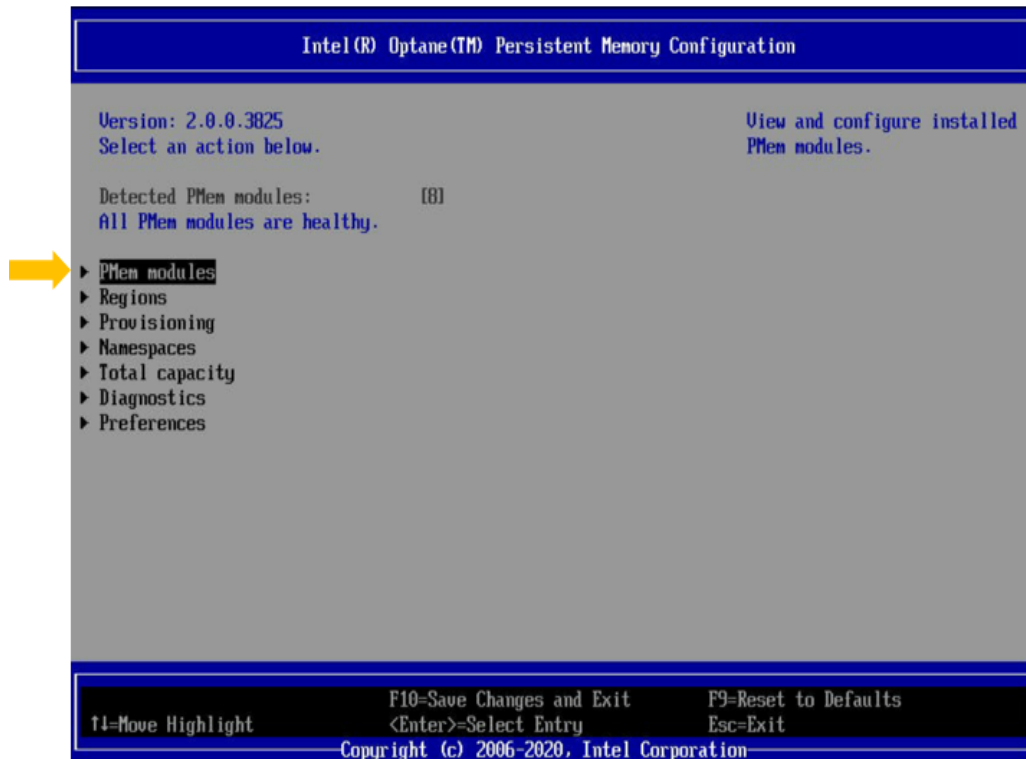 Intel(R) Optane(TM) Persistent Memory Configuration
Version: 2.0.0.3825
Select an action below.
View and configure installed
PMem modules.
Detected PMem modules: [8]
All PMem modules are healthy.
PMem modules
Regions
Provisioning
Namespaces
Total capacity
Diagnostics
Preferences
F10=Save Changes and Exit F9=Reset to Defaults
↑↓=Move Highlight <Enter>=Select Entry Esc=Exit
Copyright (c) 2006-2020, Intel Corporation